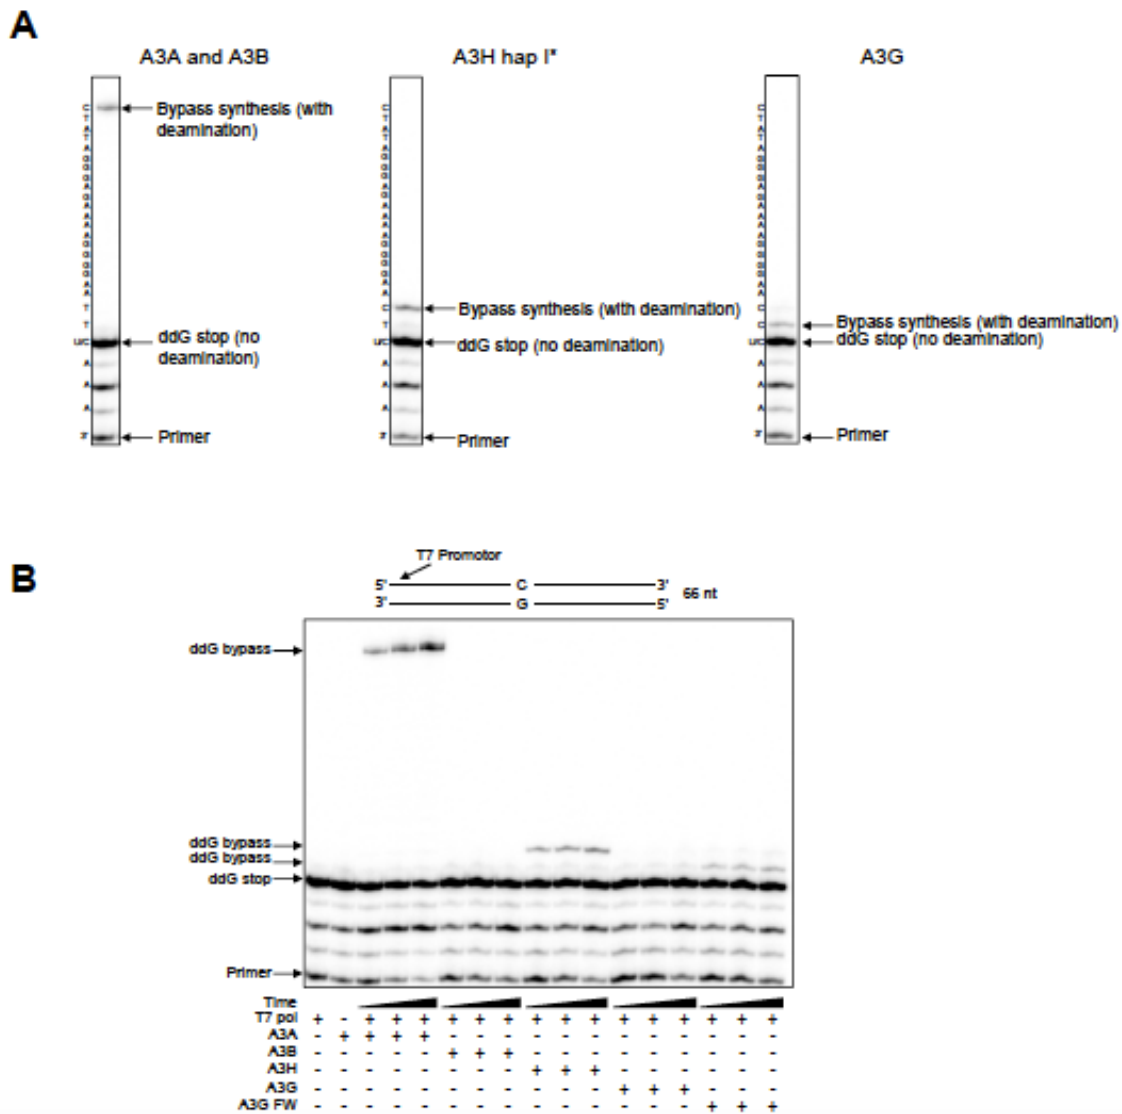 A
A3A and A3B
A3H hap I*
A3G
Bypass synthesis (with
deamination)
ddG stop (no
deamination)
Primer
Bypass synthesis (with deamination)
ddG stop (no deamination)
Primer
Bypass synthesis (with deamination)
ddG stop (no deamination)
Primer
B
T7 Promotor
5' C 3'
3' G 5'
66 nt
ddG bypass
ddG bypass
ddG bypass
ddG stop
Primer
Time
T7 pol + - + + + + + + + + + + + + + + +
A3A - + + + + - - - - - - - - - - - -
A3B - - - - - + + + - - - - - - - - -
A3H - - - - - - - - + + + - - - - - -
A3G - - - - - - - - - - - + + + - - -
A3G FW - - - - - - - - - - - - - - + + +